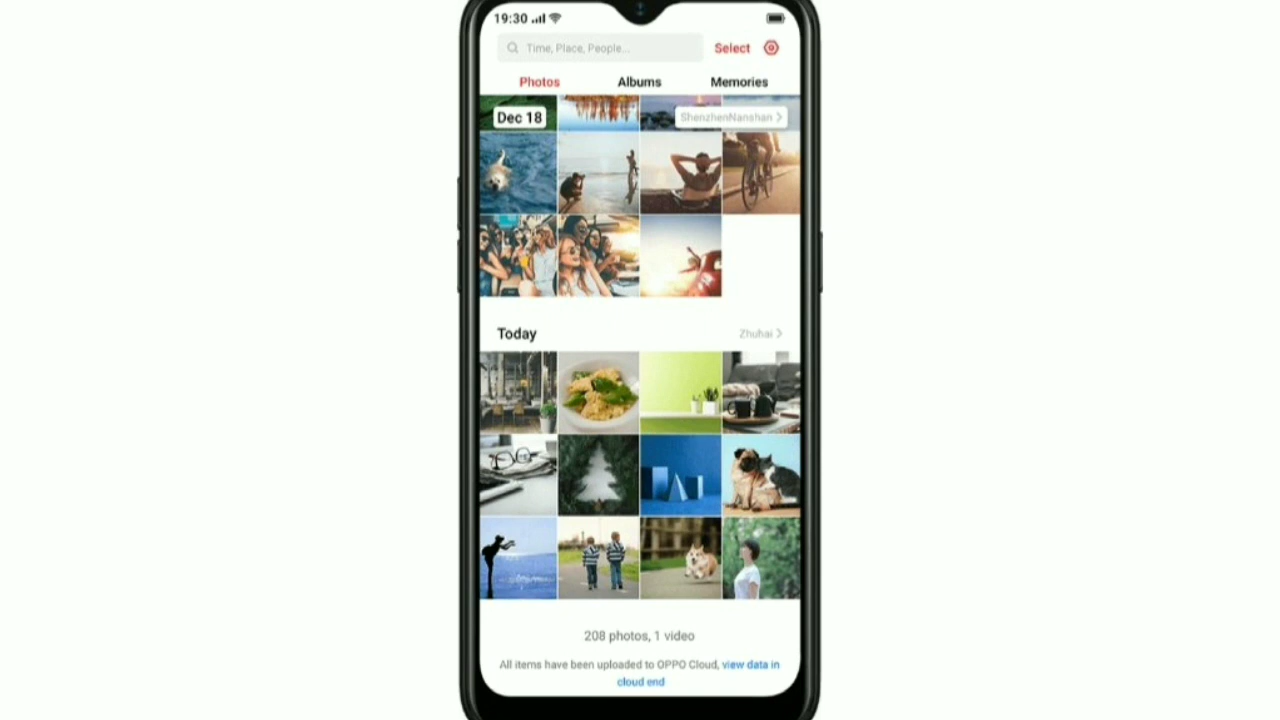 19:30
Time, Place, People...
Select
Photos Albums Memories
Dec 18
ShenzhenNanshan >
Today
Zhuhai >
208 photos, 1 video
All items have been uploaded to OPPO Cloud, view data in
cloud end